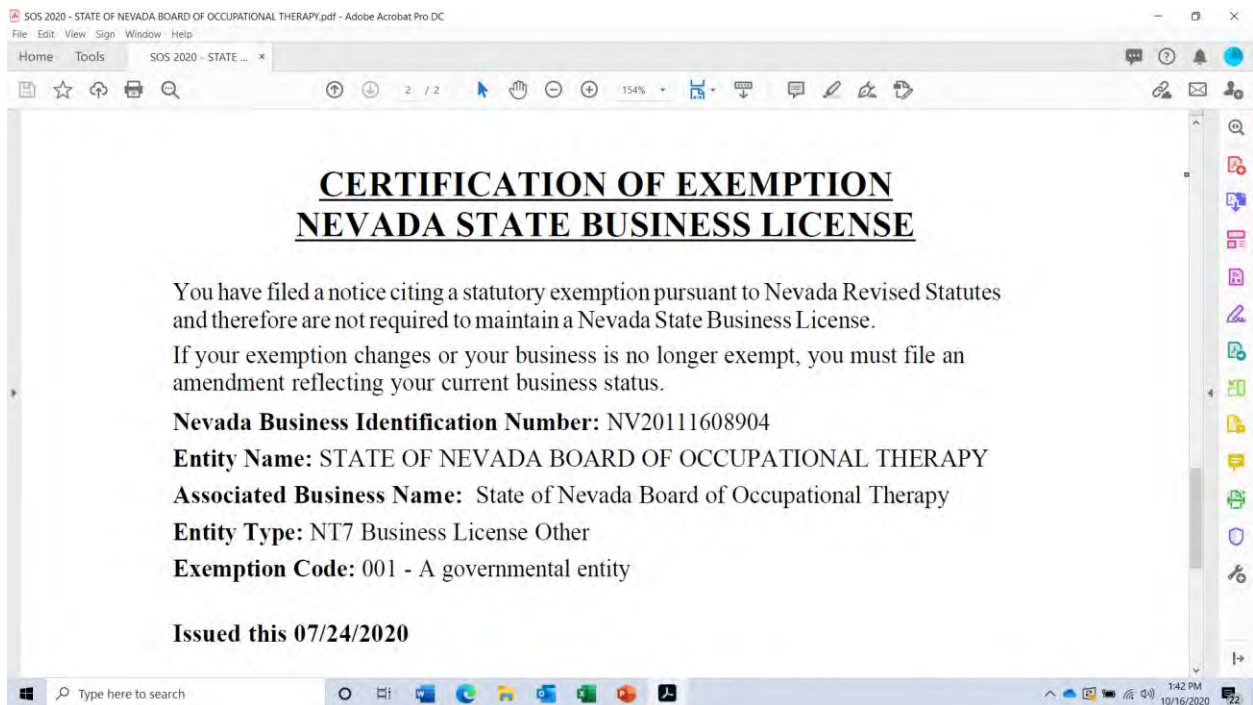 SOS 2020 - STATE OF NEVADA BOARD OF OCCUPATIONAL THERAPY.pdf - Adobe Acrobat Pro DC
File Edit View Sign Window Help
Home Tools SOS 2020 - STATE ... ×
2 / 2 154%
CERTIFICATION OF EXEMPTION
NEVADA STATE BUSINESS LICENSE
You have filed a notice citing a statutory exemption pursuant to Nevada Revised Statutes
and therefore are not required to maintain a Nevada State Business License.
If your exemption changes or your business is no longer exempt, you must file an
amendment reflecting your current business status.
Nevada Business Identification Number: NV20111608904
Entity Name: STATE OF NEVADA BOARD OF OCCUPATIONAL THERAPY
Associated Business Name: State of Nevada Board of Occupational Therapy
Entity Type: NT7 Business License Other
Exemption Code: 001 - A governmental entity
Issued this 07/24/2020
Type here to search
1:42 PM
10/16/2020
22